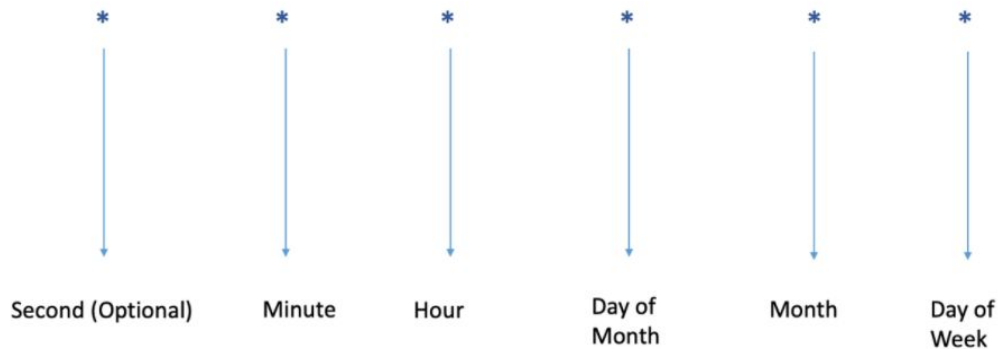 * * * * * *
Second (Optional) Minute Hour Day of Month Month Day of Week